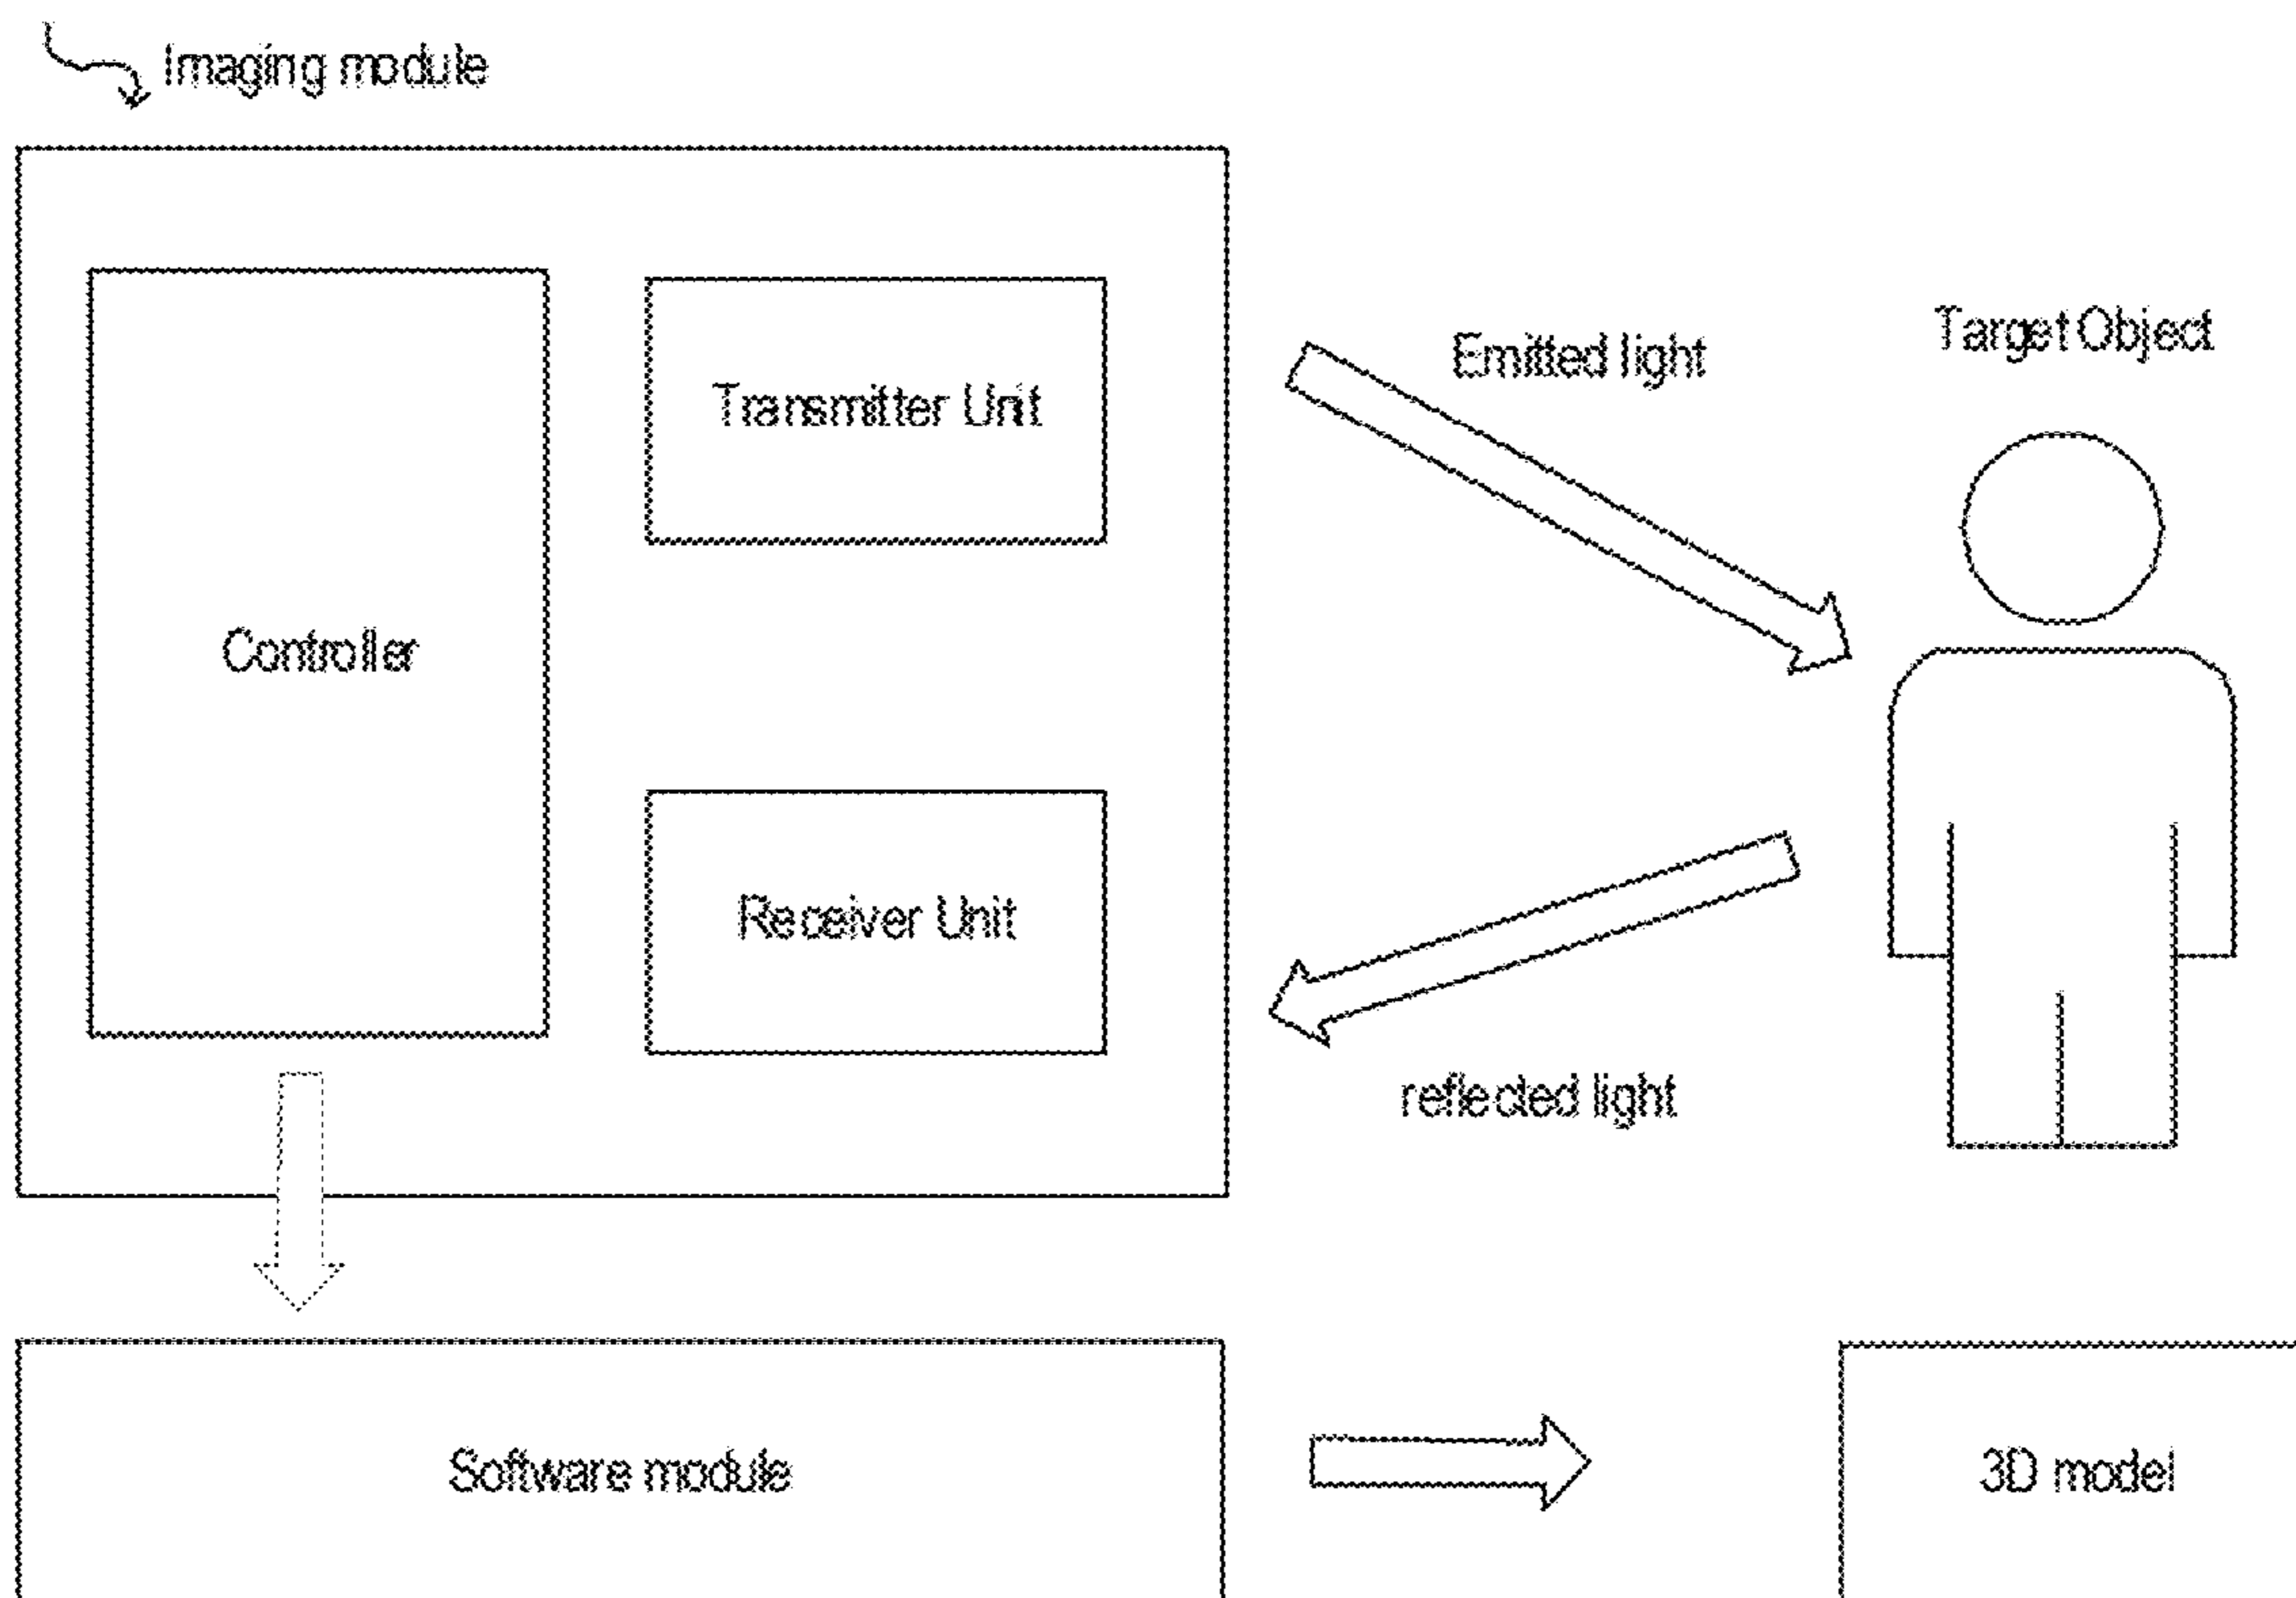 Imaging module
Target Object
Emitted light
Transmitter Unit
Controller
Receiver Unit
reflected light
Software module
3D model